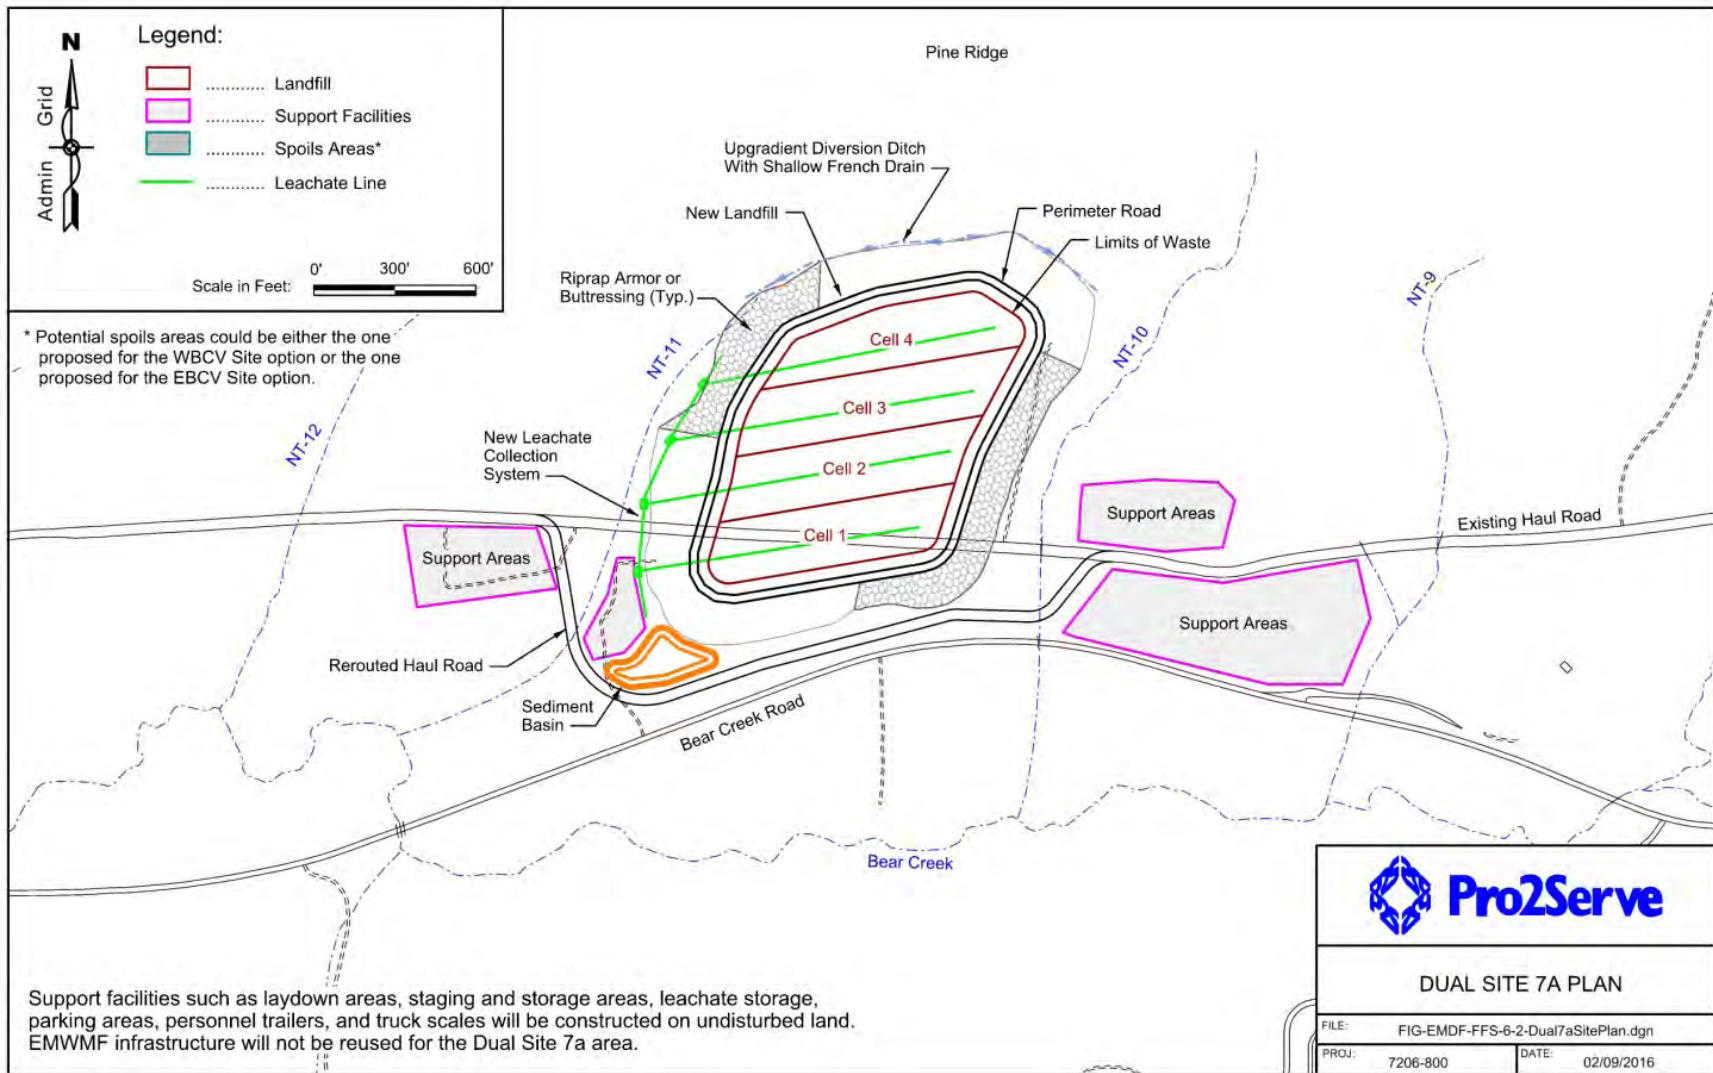 Legend:
N
Grid
Admin
............ Landfill
............ Support Facilities
............ Spoils Areas*
............ Leachate Line
0' 300' 600'
Scale in Feet:
* Potential spoils areas could be either the one
proposed for the WBCV Site option or the one
proposed for the EBCV Site option.
Pine Ridge
Upgradient Diversion Ditch
With Shallow French Drain
New Landfill
Perimeter Road
Limits of Waste
Riprap Armor or
Buttressing (Typ.)
NT-9
NT-10
NT-11
NT-12
Cell 4
Cell 3
Cell 2
Cell 1
New Leachate
Collection
System
Support Areas
Support Areas
Existing Haul Road
Support Areas
Rerouted Haul Road
Sediment
Basin
Bear Creek Road
Bear Creek
Support facilities such as laydown areas, staging and storage areas, leachate storage,
parking areas, personnel trailers, and truck scales will be constructed on undisturbed land.
EMWMF infrastructure will not be reused for the Dual Site 7a area.
Pro2Serve
DUAL SITE 7A PLAN
FILE: FIG-EMDF-FFS-6-2-Dual7aSitePlan.dgn
PROJ: 7206-800 DATE: 02/09/2016